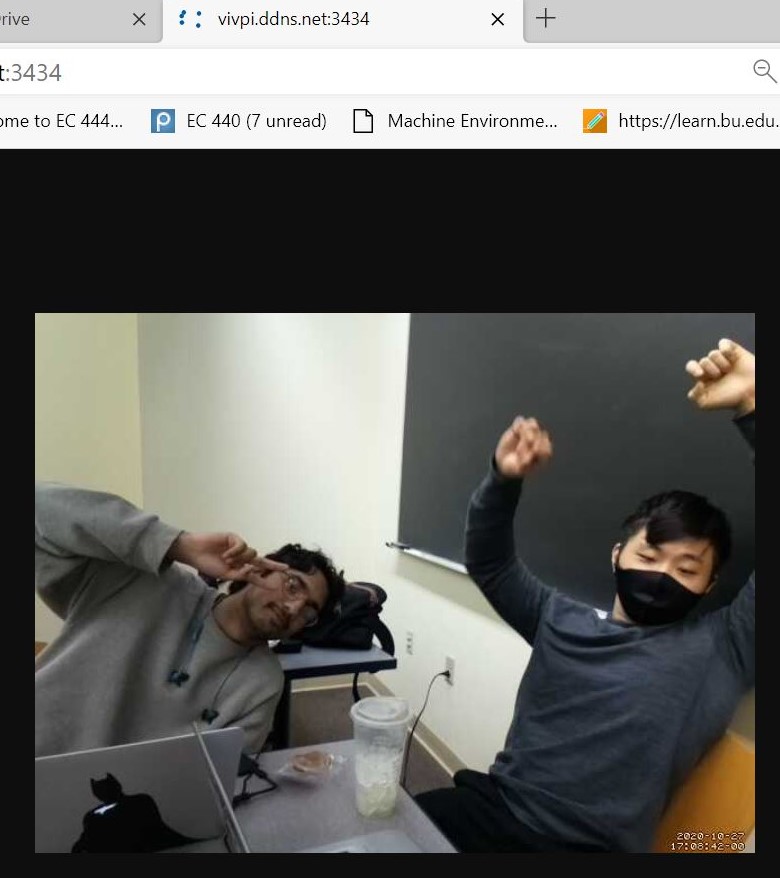 rive
vivpi.ddns.net:3434
t:3434
ome to EC 444...
EC 440 (7 unread)
Machine Environme...
https://learn.bu.edu.
2020-10-27
17:08:42-00